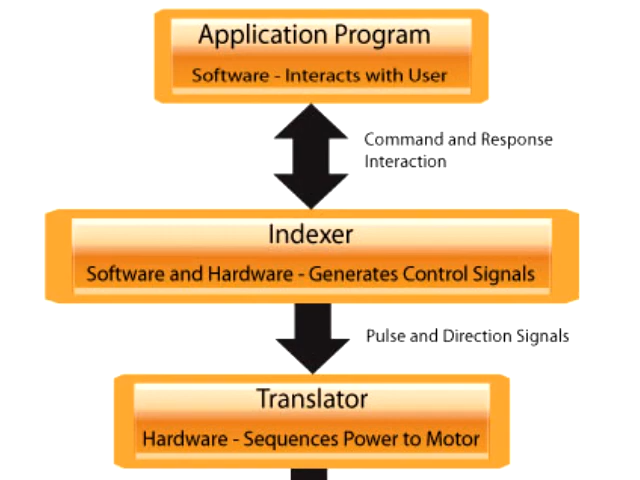 Application Program
Software - Interacts with User
Command and Response
Interaction
Indexer
Software and Hardware - Generates Control Signals
Pulse and Direction Signals
Translator
Hardware - Sequences Power to Motor